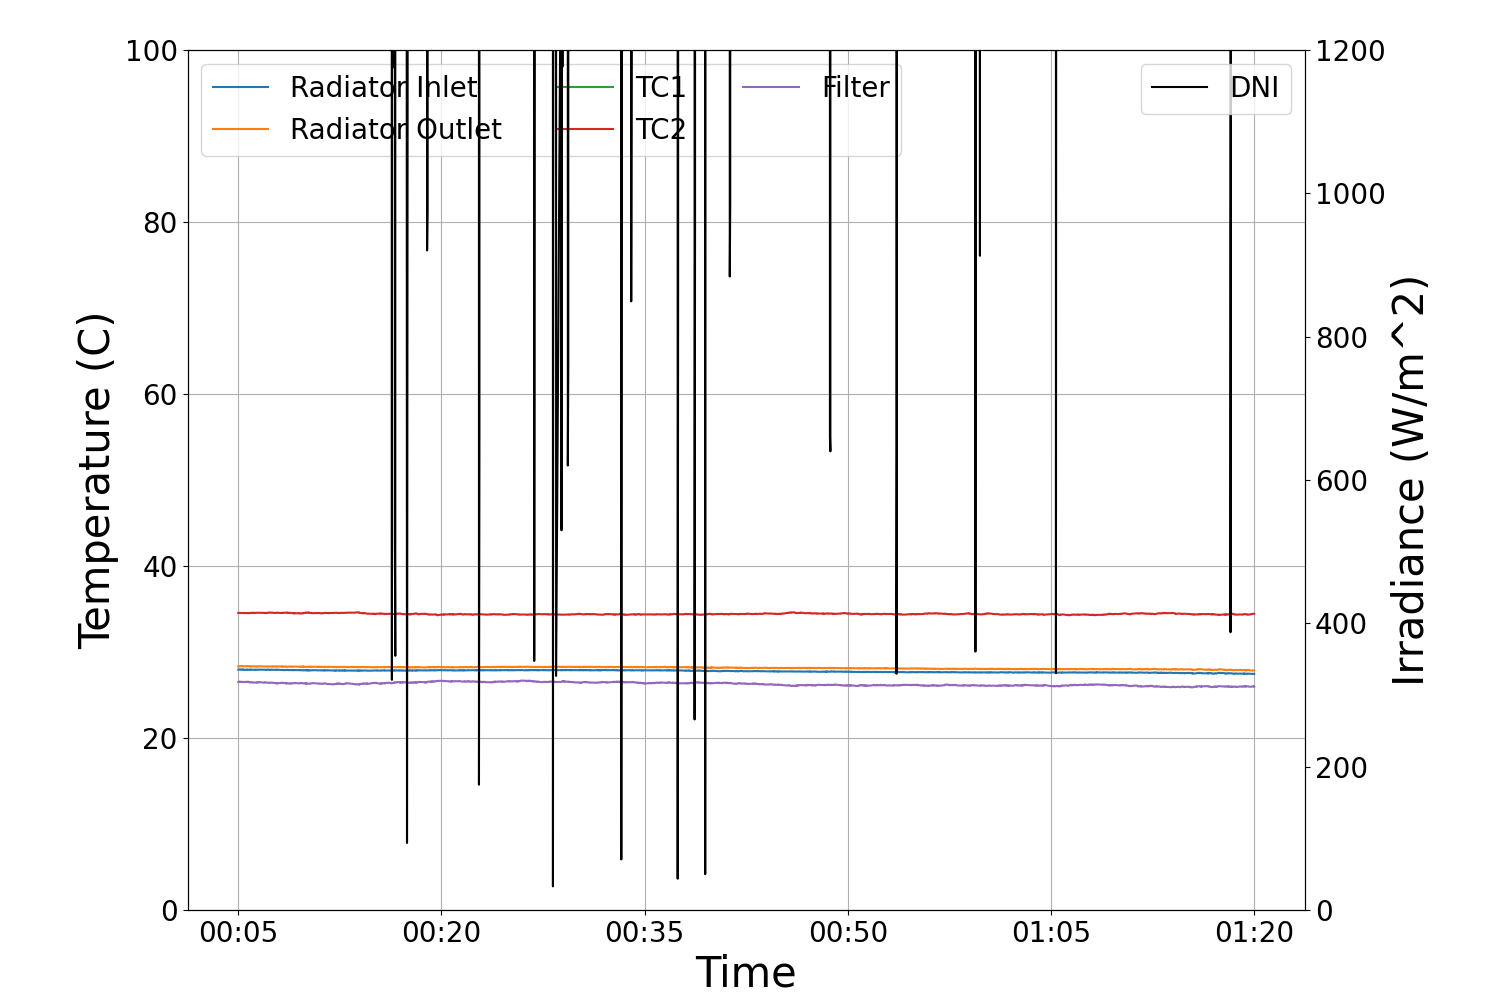 Radiator Inlet
Radiator Outlet
TC1
TC2
Filter
DNI
Temperature (C)
100
80
60
40
20
0
Irradiance (W/m^2)
1200
1000
800
600
400
200
0
00:05 00:20 00:35 00:50 01:05 01:20
Time